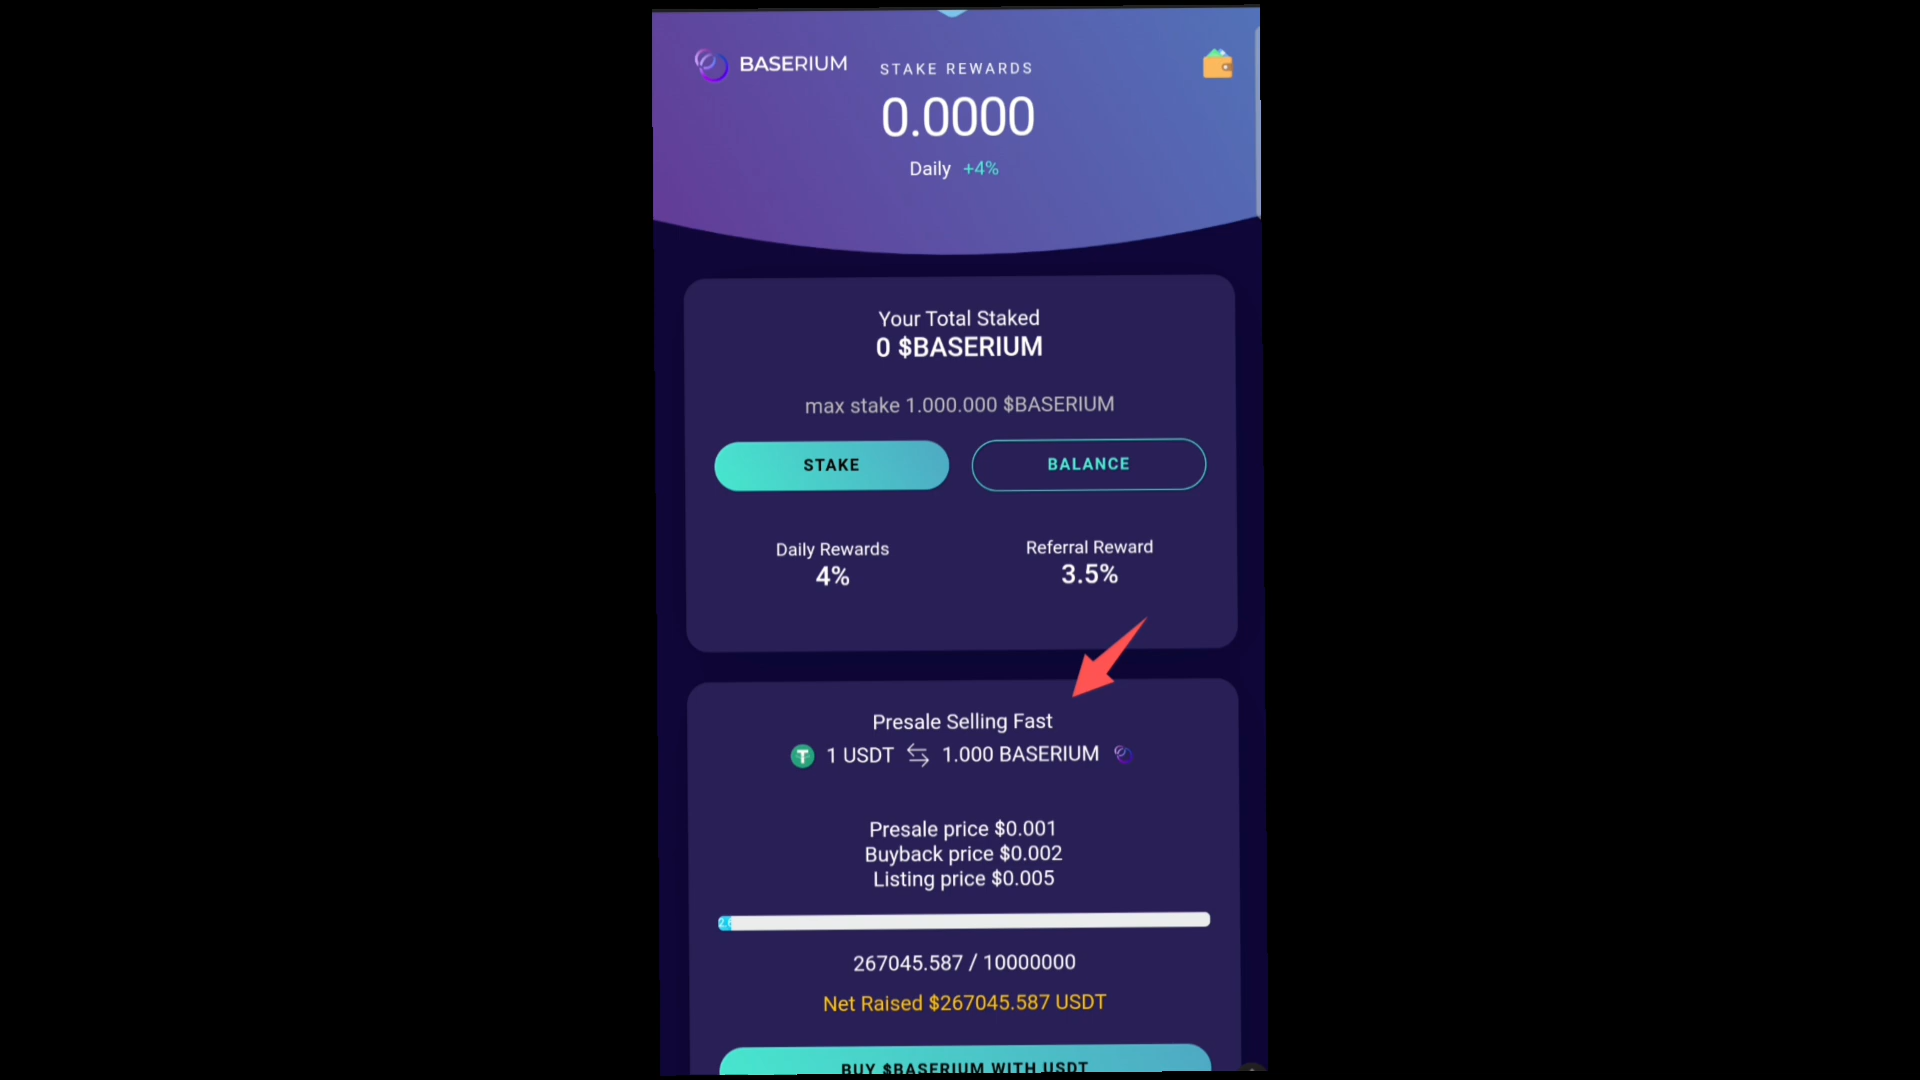 BASERIUM
STAKE REWARDS
0.0000
Daily +4%
Your Total Staked
0 $BASERIUM
max stake 1.000.000 $BASERIUM
STAKE
BALANCE
Daily Rewards
4%
Referral Reward
3.5%
Presale Selling Fast
1 USDT 1.000 BASERIUM
Presale price $0.001
Buyback price $0.002
Listing price $0.005
267045.587 / 10000000
Net Raised $267045.587 USDT
BUY $BASERIUM WITH USDT